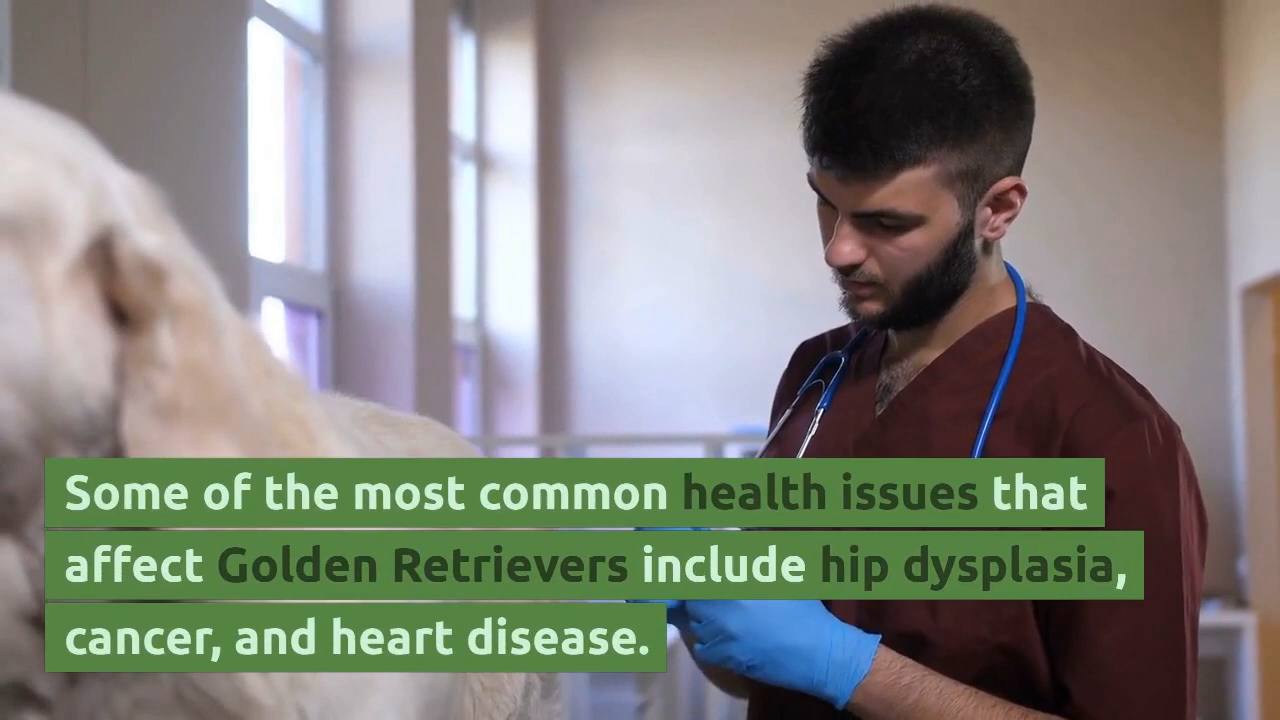 Some of the most common health issues that
affect Golden Retrievers include hip dysplasia,
cancer, and heart disease.